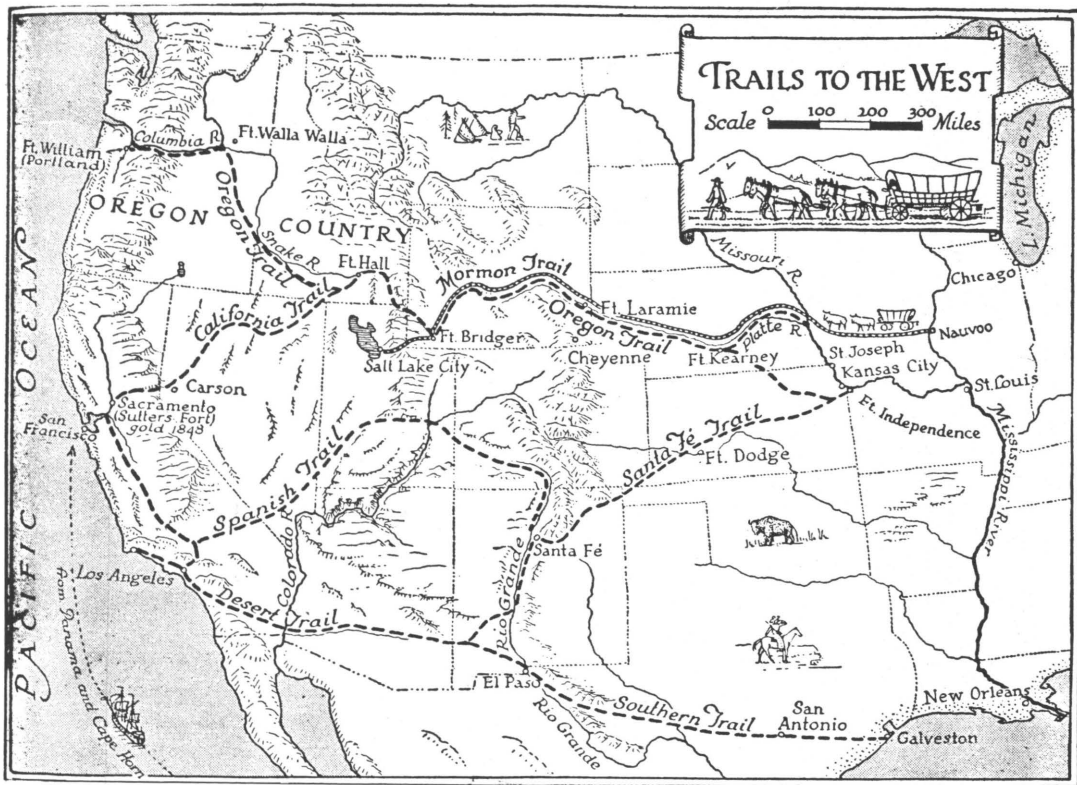 TRAILS TO THE WEST
Scale 0 100 200 300 Miles
L. Michigan
Columbia R.
Ft. Walla Walla
Ft. William
(Portland)
OREGON
COUNTRY
Oregon Trail
Snake R.
Ft. Hall
Mormon Trail
Missouri R.
Chicago
California Trail
Ft. Laramie
Oregon Trail
Platte R.
Nauvoo
Ft. Bridger
Cheyenne
Ft. Kearney
St Joseph
Salt Lake City
Kansas City
St. Louis
Carson
Sacramento
(Sutters Fort)
gold 1848
San
Francisco
Ft. Independence
Mississippi River
Santa Fé Trail
Ft. Dodge
Spanish Trail
Colorado R.
Santa Fé
Rio Grande
Los Angeles
Desert Trail
PACIFIC OCEAN
from Panama and Cape Horn
El Paso
Rio Grande
Southern Trail
San
Antonio
New Orleans
Galveston